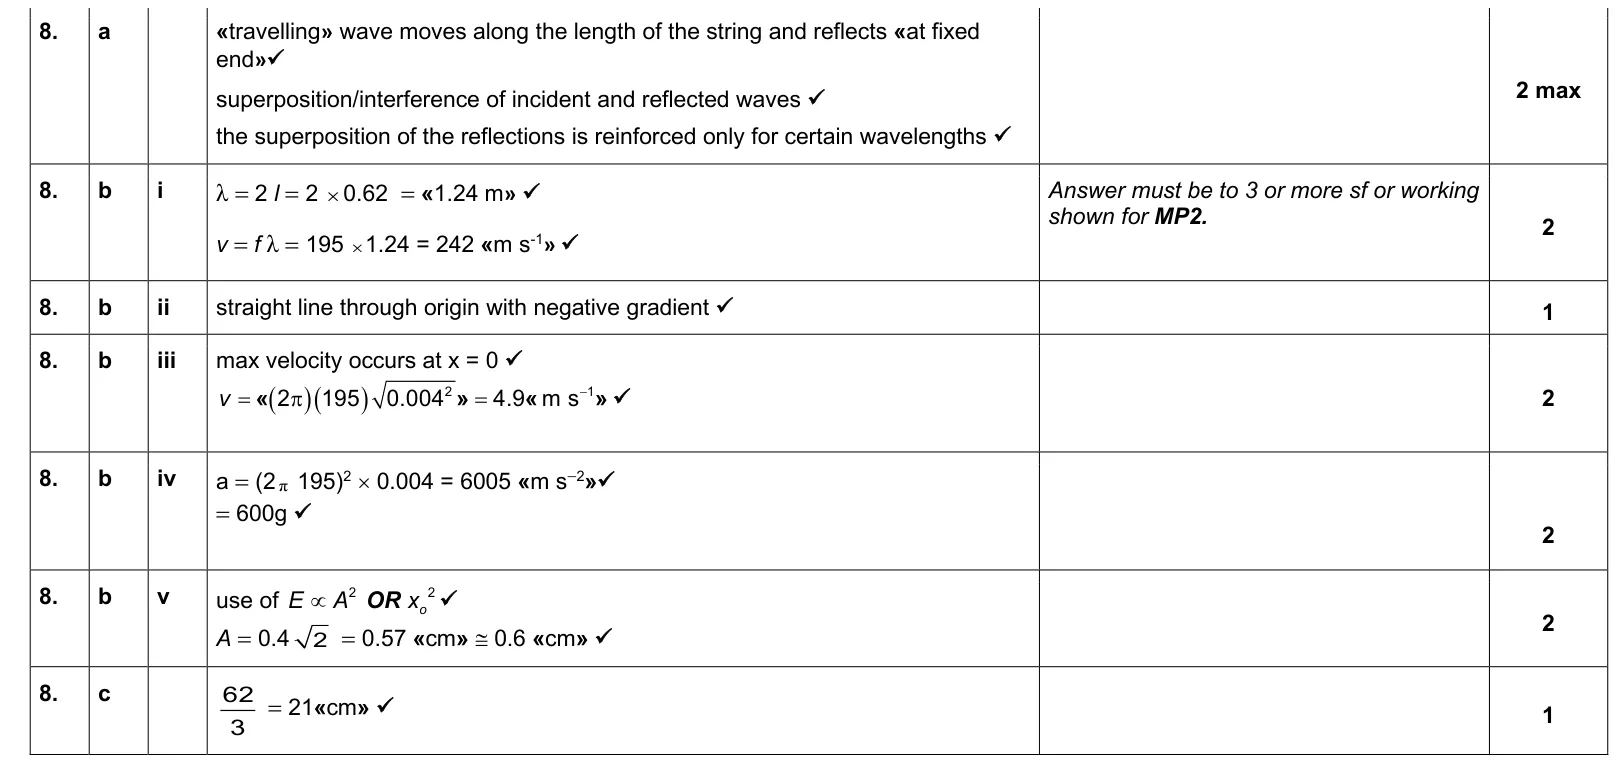 8. a «travelling» wave moves along the length of the string and reflects «at fixed
end»✓
superposition/interference of incident and reflected waves ✓
2 max
the superposition of the reflections is reinforced only for certain wavelengths ✓
8. b i λ = 2 l = 2 × 0.62 = «1.24 m» ✓ Answer must be to 3 or more sf or working
shown for MP2.
2
v = f λ = 195 × 1.24 = 242 «m s⁻¹» ✓
8. b ii straight line through origin with negative gradient ✓ 1
8. b iii max velocity occurs at x = 0 ✓
v = «(2π)(195)√0.004²» = 4.9« m s⁻¹» ✓ 2
8. b iv a = (2π 195)² × 0.004 = 6005 «m s⁻²»✓
= 600g ✓
2
8. b v use of E ∝ A² OR xₒ² ✓
2
A = 0.4 √2 = 0.57 «cm» ≅ 0.6 «cm» ✓
8. c 62/3 = 21«cm» ✓ 1